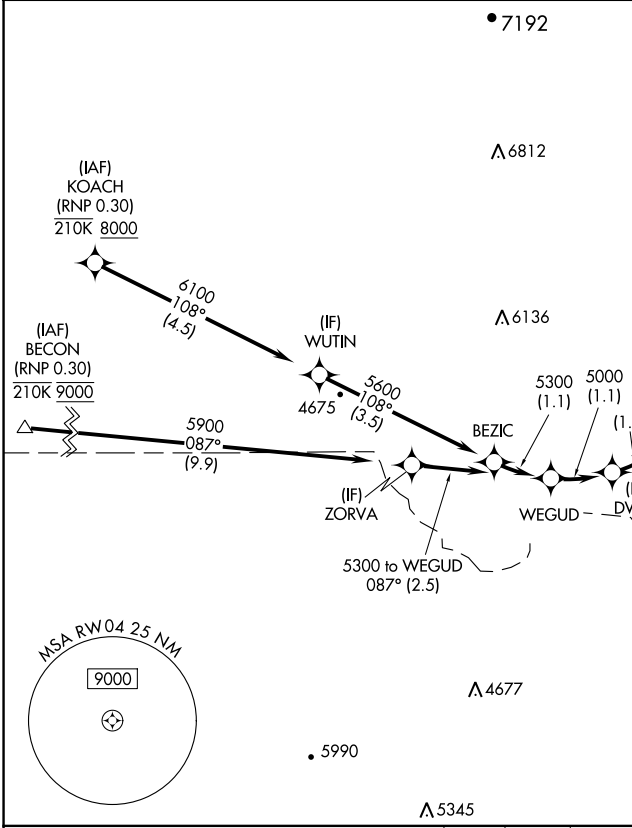 7192
6812
(IAF)
KOACH
(RNP 0.30)
210K 8000
6100
108°
(4.5)
6136
(IAF)
BECON
(RNP 0.30)
210K 9000
(IF)
WUTIN
4675
5600
108°
(3.5)
5300
(1.1)
5000
(1.1)
(1.
BEZIC
5900
087°
(9.9)
(IF)
ZORVA
WEGUD
(I
DV
5300 to WEGUD
087° (2.5)
MSA RW04 25 NM
9000
4677
5990
5345